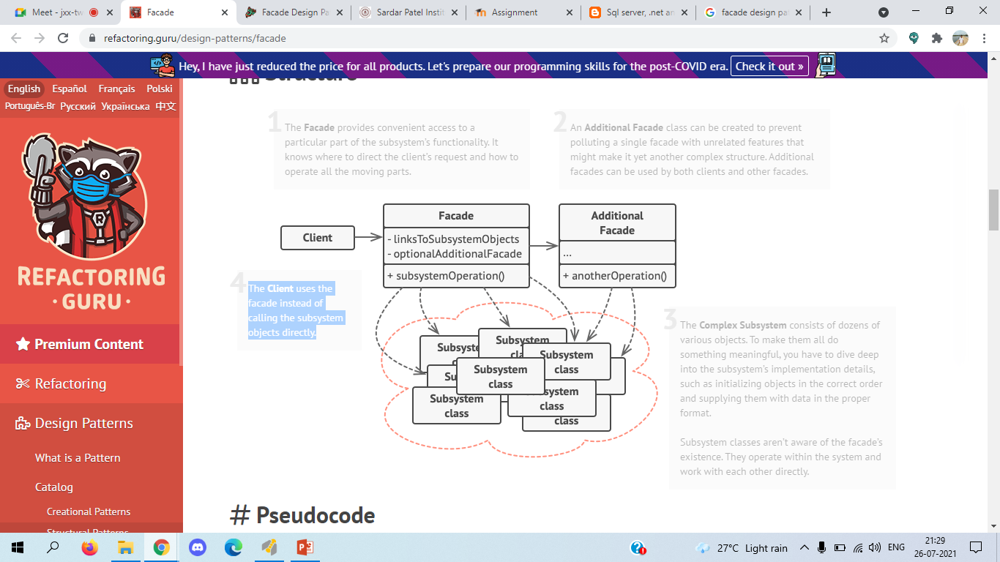 Meet - jxx-tw
Facade
Facade Design Pa
Sardar Patel Instit
Assignment
Sql server, .net an
facade design pa
refactoring.guru/design-patterns/facade
Hey, I have just reduced the price for all products. Let's prepare our programming skills for the post-COVID era.
Check it out »
English Español Français Polski
Português-Br Русский Українська 中文
REFACTORING
· GURU ·
Premium Content
Refactoring
Design Patterns
What is a Pattern
Catalog
Creational Patterns
Structural Patterns
Structure
1
The Facade provides convenient access to a
particular part of the subsystem's functionality. It
knows where to direct the client's request and how to
operate all the moving parts.
2
An Additional Facade class can be created to prevent
polluting a single facade with unrelated features that
might make it yet another complex structure. Additional
facades can be used by both clients and other facades.
Client
Facade
- linksToSubsystemObjects
- optionalAdditionalFacade
+ subsystemOperation()
Additional
Facade
...
+ anotherOperation()
4
The Client uses the
facade instead of
calling the subsystem
objects directly.
3
The Complex Subsystem consists of dozens of
various objects. To make them all do
something meaningful, you have to dive deep
into the subsystem's implementation details,
such as initializing objects in the correct order
and supplying them with data in the proper
format.
Subsystem classes aren't aware of the facade's
existence. They operate within the system and
work with each other directly.
Subsyste
Subsystem
cla
Subsystem
class
Su
Subsystem
class
Subsystem
class
system
class
class
# Pseudocode
R
27°C Light rain
ENG
21:29
26-07-2021